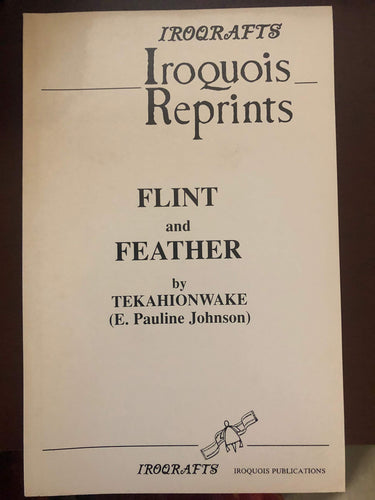 IROQRAFTS
Iroquois
Reprints
FLINT
and
FEATHER
by
TEKAHIONWAKE
(E. Pauline Johnson)
IROQRAFTS IROQUOIS PUBLICATIONS